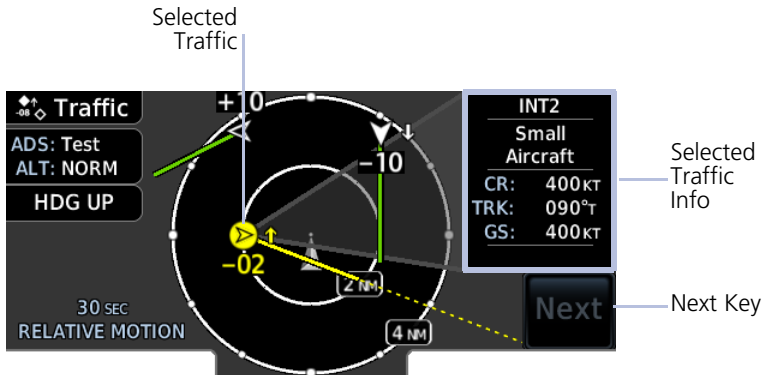 Selected
Traffic
-08 Traffic
+10
INT2
ADS: Test
ALT: NORM
-10
Small
Aircraft
Selected
Traffic
Info
HDG UP
CR: 400KT
TRK: 090°T
GS: 400KT
-02
2 NM
30 SEC
RELATIVE MOTION
4 NM
Next
Next Key